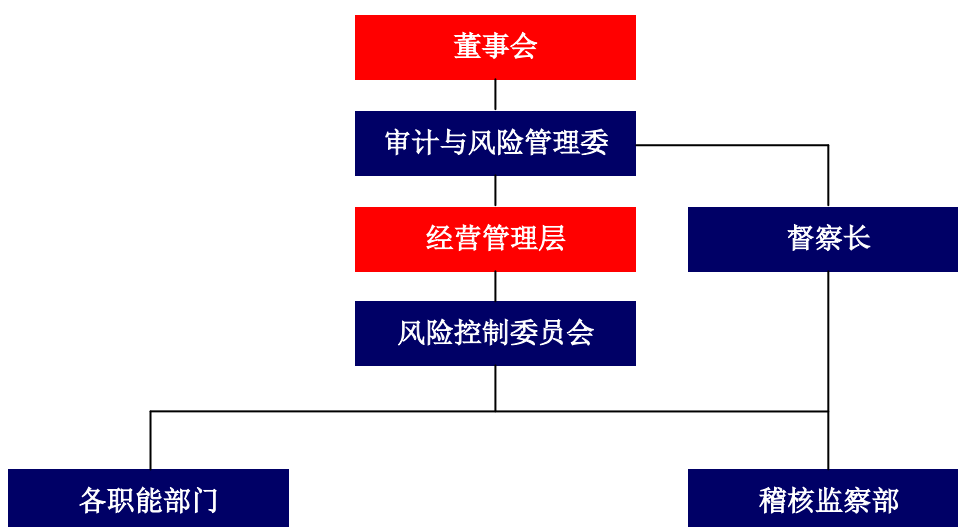 董事会
审计与风险管理委
经营管理层
督察长
风险控制委员会
各职能部门
稽核监察部